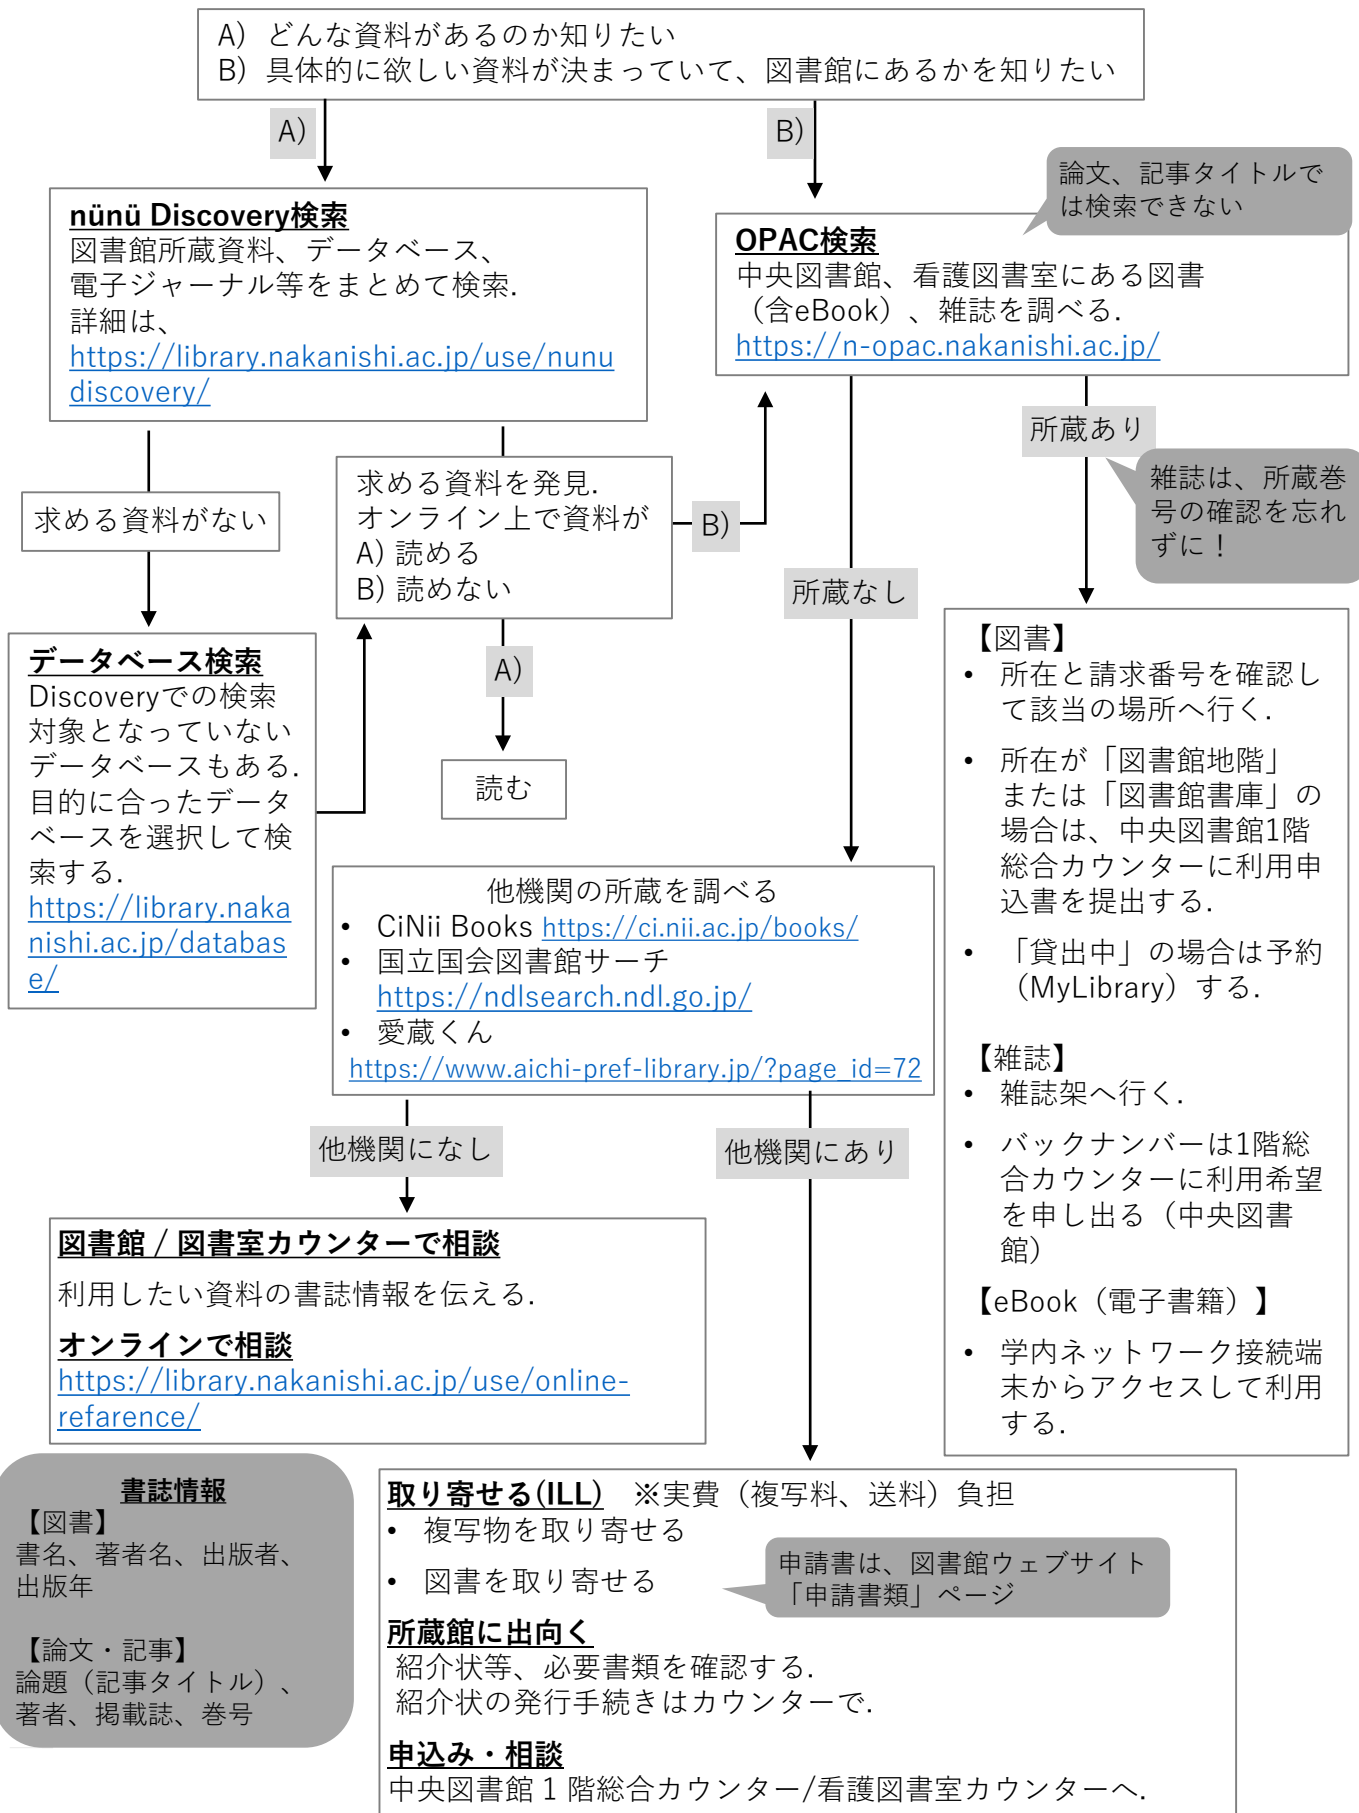 A）どんな資料があるのか知りたい
B）具体的に欲しい資料が決まっていて、図書館にあるかを知りたい
A）
B）
論文、記事タイトルで
は検索できない
nünü Discovery検索
図書館所蔵資料、データベース、
電子ジャーナル等をまとめて検索.
詳細は、
https://library.nakanishi.ac.jp/use/nunu
discovery/
OPAC検索
中央図書館、看護図書室にある図書
（含eBook）、雑誌を調べる.
https://n-opac.nakanishi.ac.jp/
所蔵あり
雑誌は、所蔵巻
号の確認を忘れ
ずに！
求める資料がない
求める資料を発見.
オンライン上で資料が
A) 読める
B) 読めない
B）
所蔵なし
A）
読む
データベース検索
Discoveryでの検索
対象となっていない
データベースもある.
目的に合ったデータ
ベースを選択して検
索する.
https://library.naka
nishi.ac.jp/databas
e/
【図書】
• 所在と請求番号を確認し
て該当の場所へ行く.
• 所在が「図書館地階」
または「図書館書庫」の
場合は、中央図書館1階
総合カウンターに利用申
込書を提出する.
• 「貸出中」の場合は予約
（MyLibrary）する.
【雑誌】
• 雑誌架へ行く.
• バックナンバーは1階総
合カウンターに利用希望
を申し出る（中央図書
館）
【eBook（電子書籍）】
• 学内ネットワーク接続端
末からアクセスして利用
する.
他機関の所蔵を調べる
• CiNii Books https://ci.nii.ac.jp/books/
• 国立国会図書館サーチ
https://ndlsearch.ndl.go.jp/
• 愛蔵くん
https://www.aichi-pref-library.jp/?page_id=72
他機関になし
他機関にあり
図書館 / 図書室カウンターで相談
利用したい資料の書誌情報を伝える.
オンラインで相談
https://library.nakanishi.ac.jp/use/online-
refarence/
書誌情報
【図書】
書名、著者名、出版者、
出版年
【論文・記事】
論題（記事タイトル）、
著者、掲載誌、巻号
取り寄せる(ILL) ※実費（複写料、送料）負担
• 複写物を取り寄せる
• 図書を取り寄せる
申請書は、図書館ウェブサイト
「申請書類」ページ
所蔵館に出向く
紹介状等、必要書類を確認する.
紹介状の発行手続きはカウンターで.
申込み・相談
中央図書館１階総合カウンター/看護図書室カウンターへ.